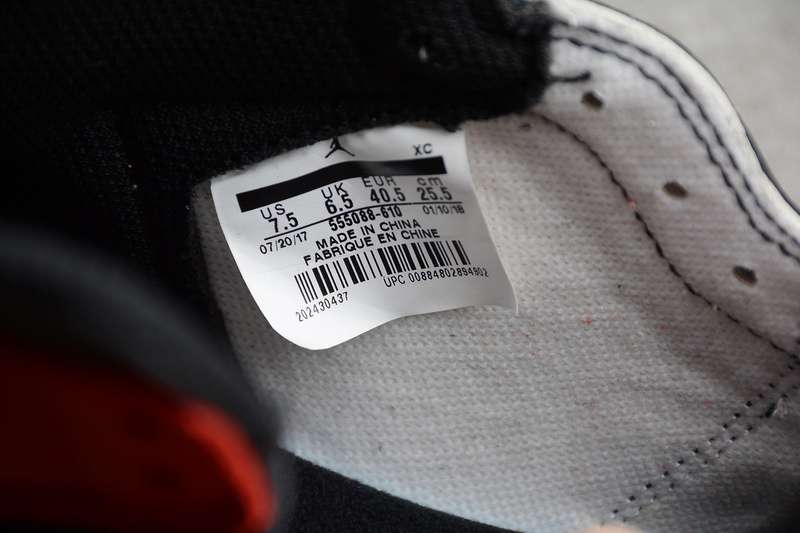 XC
US UK EUR cm
7.5 6.5 40.5 25.5
07/20/17 555088-610 01/10/18
MADE IN CHINA
FABRIQUE EN CHINE
202430437 UPC 00884802894902